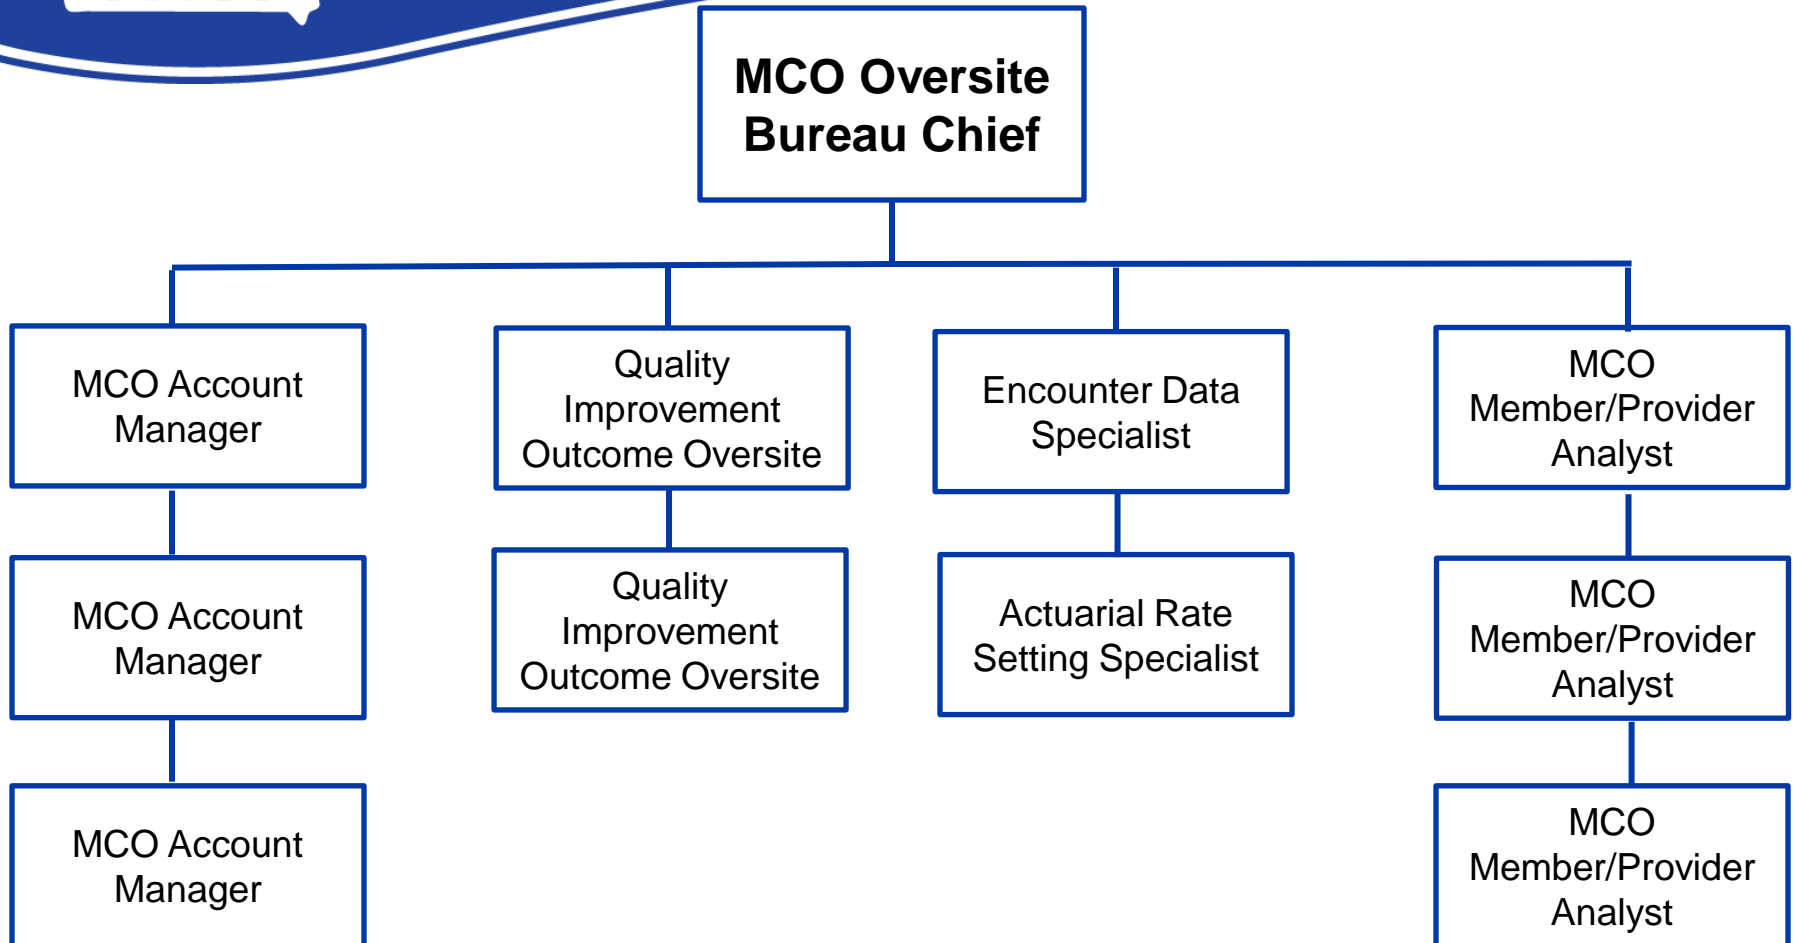 MCO Oversite
Bureau Chief
MCO Account
Manager
Quality
Improvement
Outcome Oversite
Encounter Data
Specialist
MCO
Member/Provider
Analyst
MCO Account
Manager
Quality
Improvement
Outcome Oversite
Actuarial Rate
Setting Specialist
MCO
Member/Provider
Analyst
MCO Account
Manager
MCO
Member/Provider
Analyst